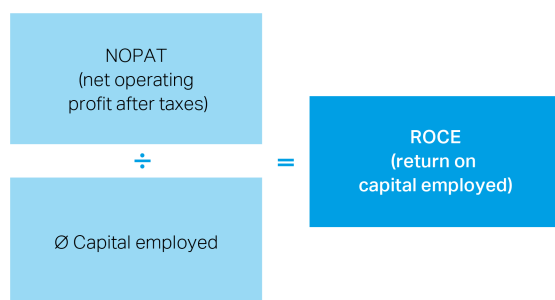 NOPAT
(net operating
profit after taxes)
÷
=
ROCE
(return on
capital employed)
Ø Capital employed